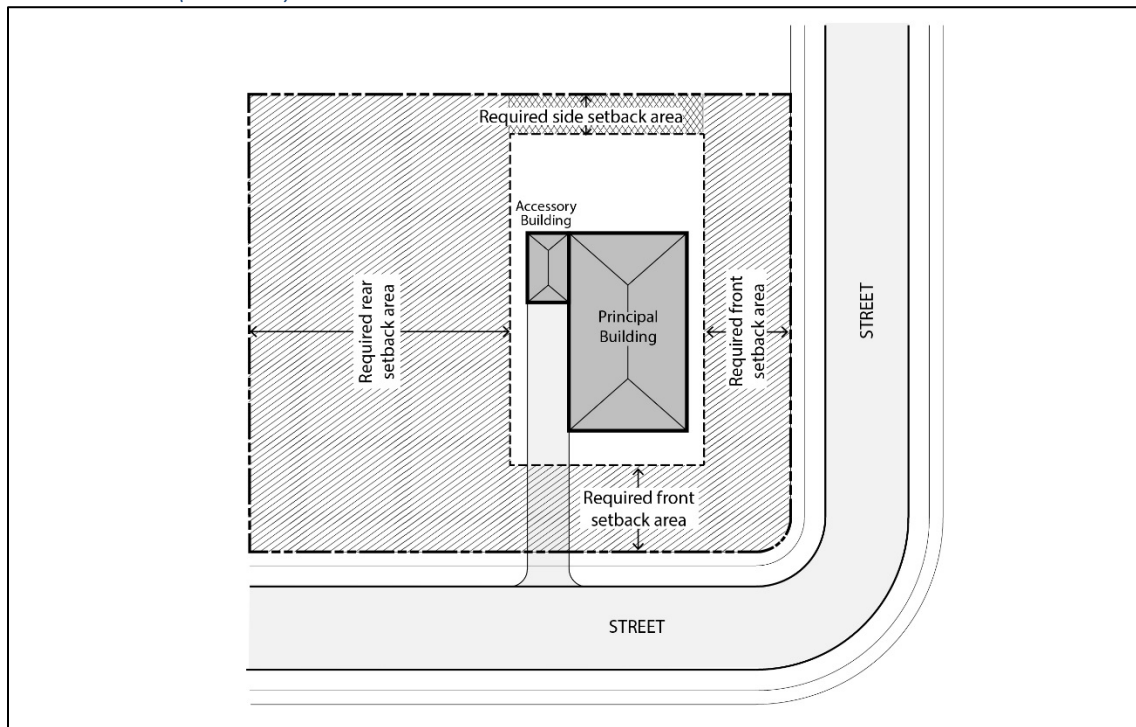 Required side setback area
Accessory
Building
Required rear
setback area
Principal
Building
Required front
setback area
STREET
Required front
setback area
STREET